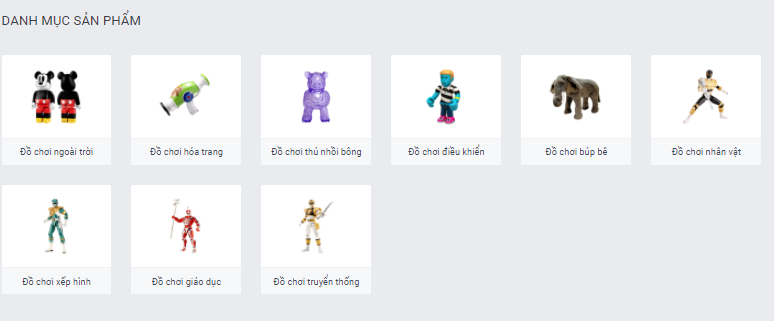 DANH MỤC SẢN PHẨM
Đồ chơi ngoài trời
Đồ chơi hóa trang
Đồ chơi thú nhồi bông
Đồ chơi điều khiển
Đồ chơi búp bê
Đồ chơi nhân vật
Đồ chơi xếp hình
Đồ chơi giáo dục
Đồ chơi truyền thống